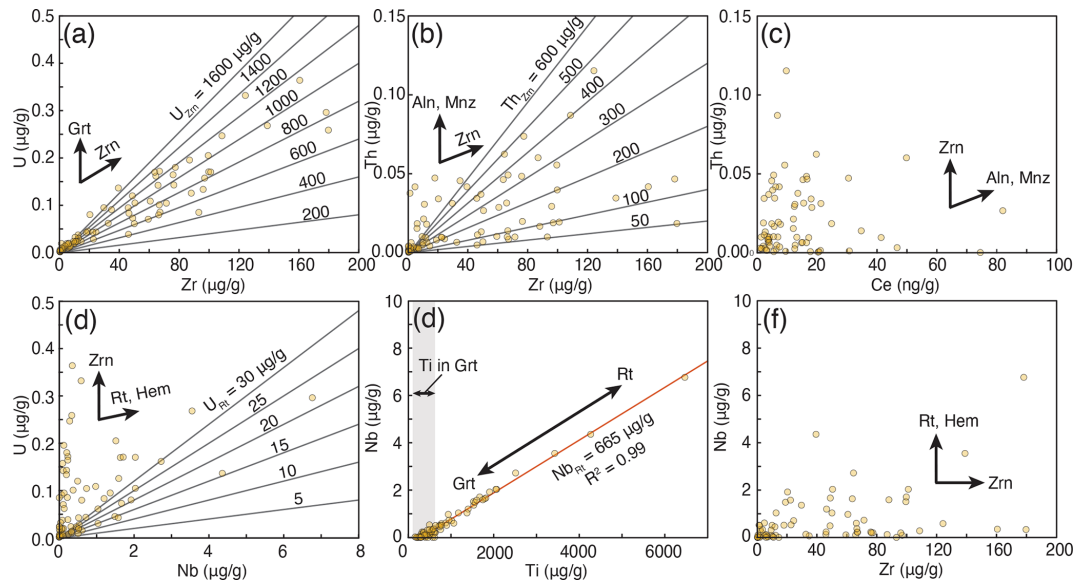 (a)
U (µg/g)
0.5
0.4
0.3
0.2
0.1
0.0
0
40
80
120
160
200
Zr (µg/g)
Grt
Zrn
U_Zrn = 1600 µg/g
1400
1200
1000
800
600
400
200
(b)
Th (µg/g)
0.15
0.10
0.05
0.00
0
40
80
120
160
200
Zr (µg/g)
Aln, Mnz
Zrn
Th_Zrn = 600 µg/g
500
400
300
200
100
50
(c)
Th (µg/g)
0.15
0.10
0.05
0.00
0
20
40
60
80
100
Ce (ng/g)
Zrn
Aln, Mnz
(d)
U (µg/g)
0.5
0.4
0.3
0.2
0.1
0.0
0
2
4
6
8
Nb (µg/g)
Zrn
Rt, Hem
U_Rt = 30 µg/g
25
20
15
10
5
(d)
Nb (µg/g)
10
8
6
4
2
0
2000
4000
6000
Ti (µg/g)
Ti in Grt
Rt
Grt
Nb_Rt = 665 µg/g
R² = 0.99
(f)
Nb (µg/g)
10
8
6
4
2
0
0
40
80
120
160
200
Zr (µg/g)
Rt, Hem
Zrn